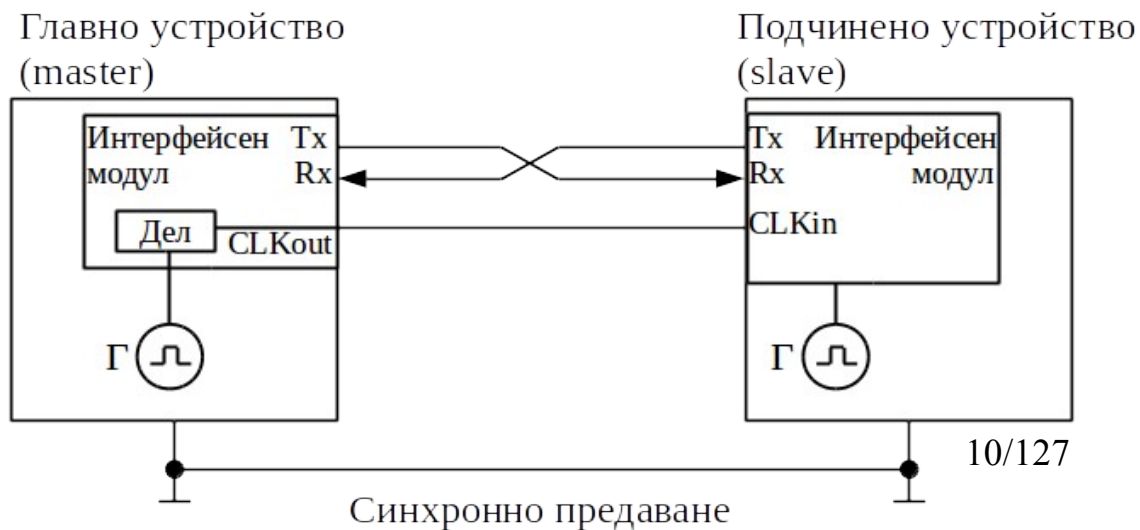 Главно устройство
(master)
Подчинено устройство
(slave)
Интерфейсен
модул
Tx
Rx
Дел
CLKout
Г
Tx
Rx
Интерфейсен
модул
CLKin
Г
10/127
Синхронно предаване